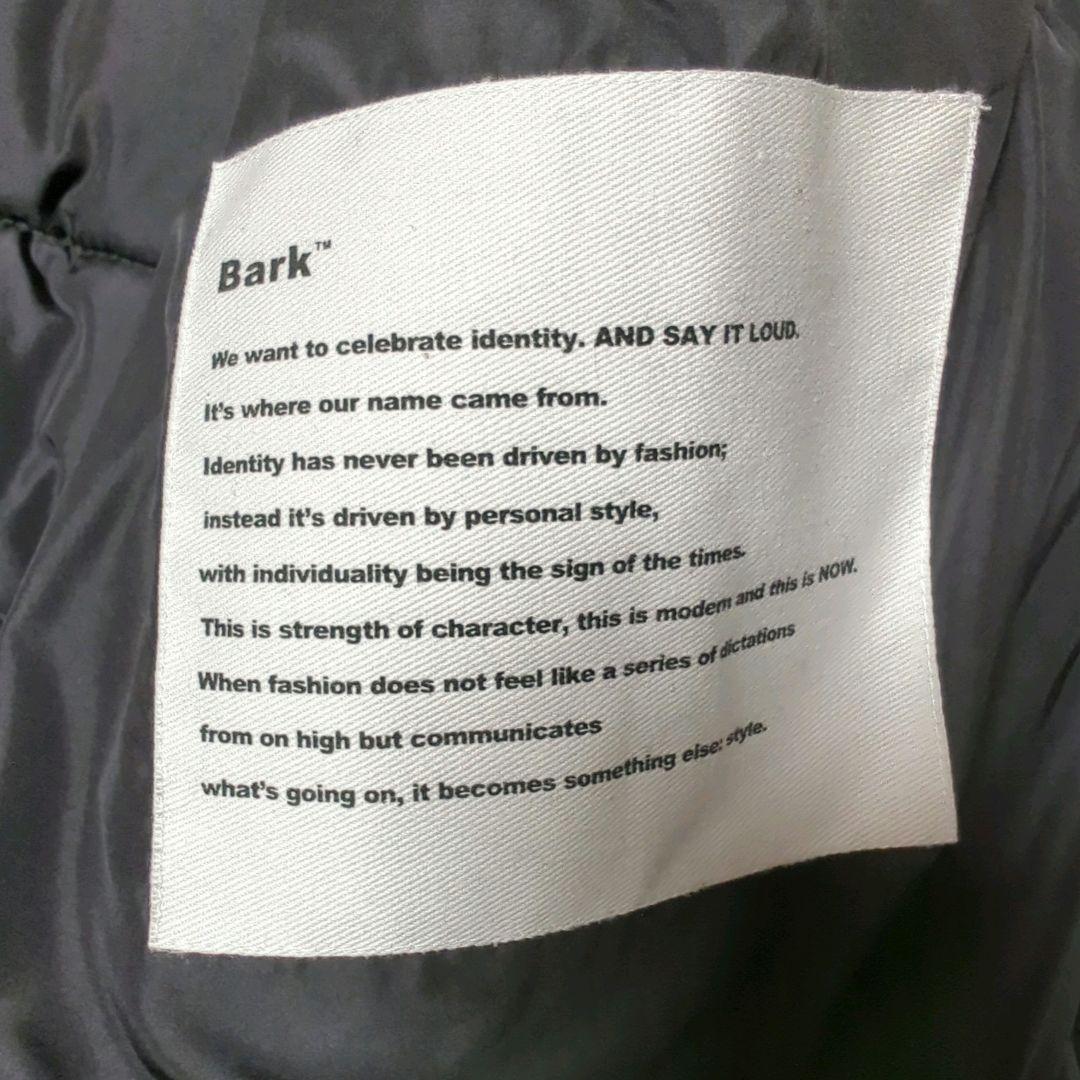 Bark™
We want to celebrate identity. AND SAY IT LOUD.
It's where our name came from.
Identity has never been driven by fashion;
instead it's driven by personal style,
with individuality being the sign of the times.
This is strength of character, this is modern and this is NOW.
When fashion does not feel like a series of dictations
from on high but communicates
what's going on, it becomes something else: style.